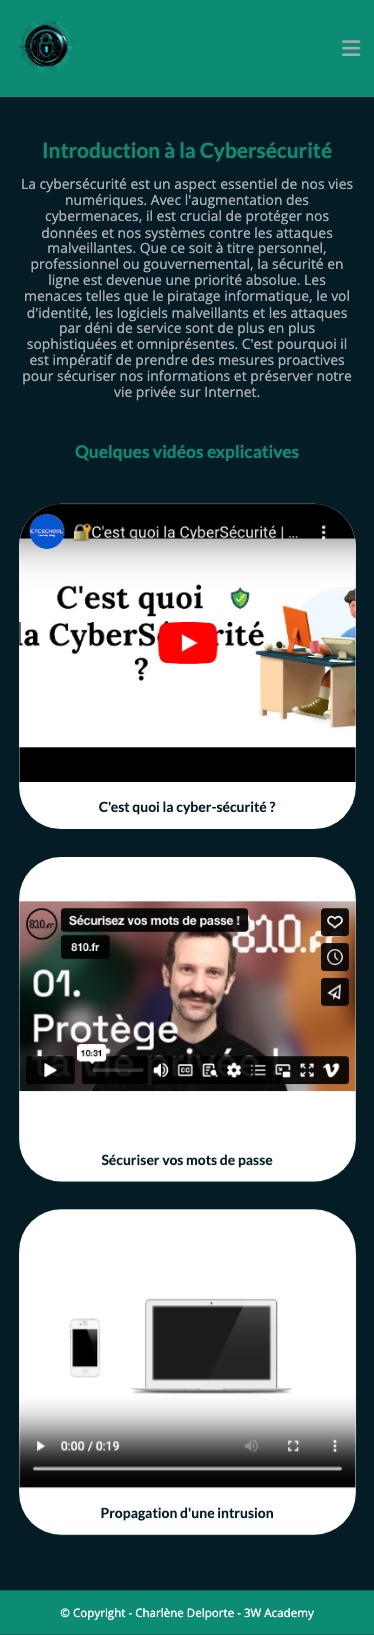 Introduction à la Cybersécurité
La cybersécurité est un aspect essentiel de nos vies
numériques. Avec l'augmentation des
cybermenaces, il est crucial de protéger nos
données et nos systèmes contre les attaques
malveillantes. Que ce soit à titre personnel,
professionnel ou gouvernemental, la sécurité en
ligne est devenue une priorité absolue. Les
menaces telles que le piratage informatique, le vol
d'identité, les logiciels malveillants et les attaques
par déni de service sont de plus en plus
sophistiquées et omniprésentes. C'est pourquoi il
est impératif de prendre des mesures proactives
pour sécuriser nos informations et préserver notre
vie privée sur Internet.
Quelques vidéos explicatives
C'est quoi la CyberSécurité | ...
C'est quoi
la CyberSécurité
?
C'est quoi la cyber-sécurité ?
810.fr
Sécurisez vos mots de passe !
810.fr
01.
Protège
ta vie privée !
10:31
CC
Sécuriser vos mots de passe
0:00 / 0:19
Propagation d'une intrusion
© Copyright - Charlène Delporte - 3W Academy